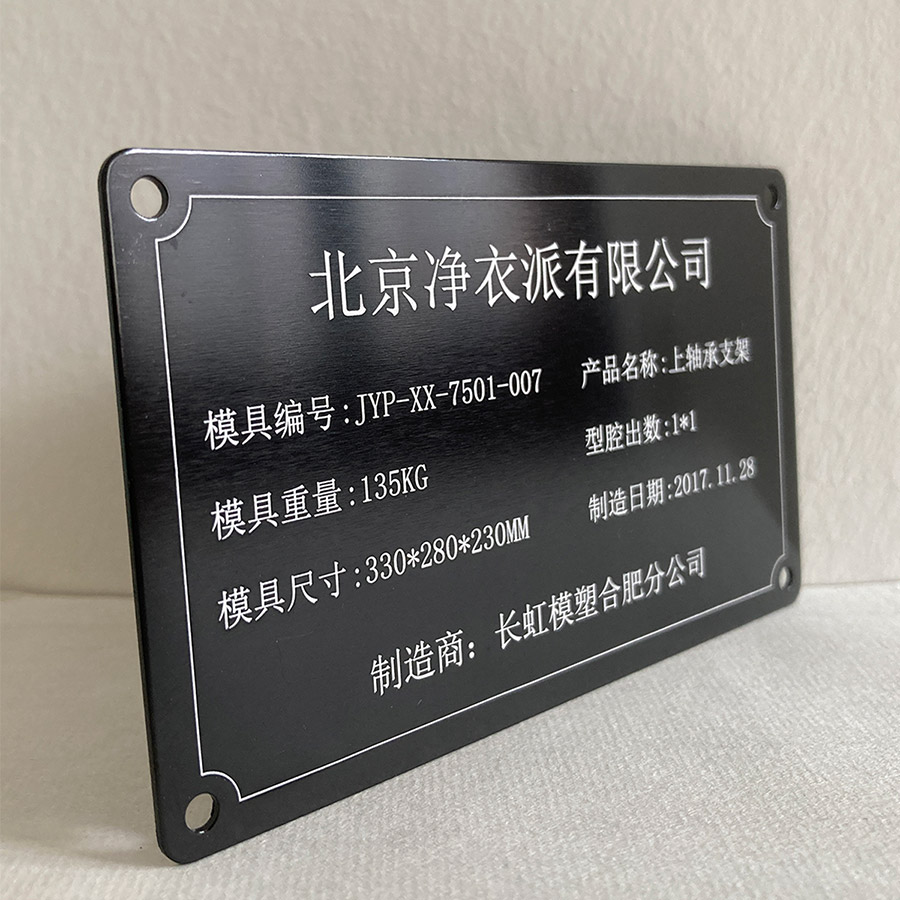 北京净衣派有限公司
模具编号:JYP-XX-7501-007
产品名称:上轴承支架
模具重量:135KG
型腔出数:1*1
模具尺寸:330*280*230MM
制造日期:2017.11.28
制造商：长虹模塑合肥分公司